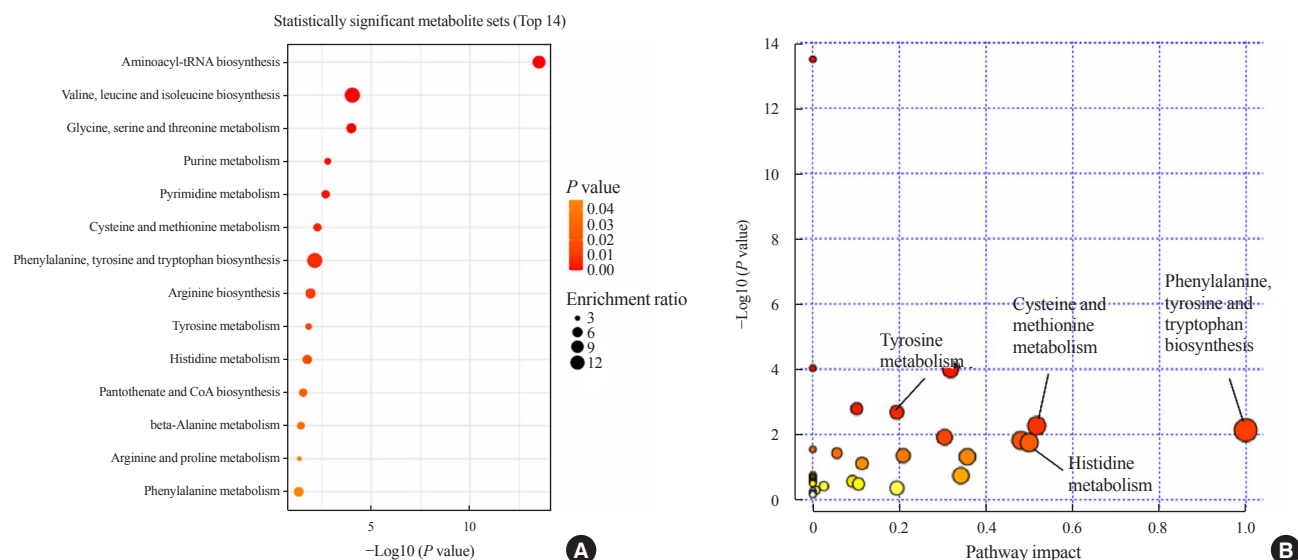 Statistically significant metabolite sets (Top 14)
Aminoacyl-tRNA biosynthesis
Valine, leucine and isoleucine biosynthesis
Glycine, serine and threonine metabolism
Purine metabolism
Pyrimidine metabolism
Cysteine and methionine metabolism
Phenylalanine, tyrosine and tryptophan biosynthesis
Arginine biosynthesis
Tyrosine metabolism
Histidine metabolism
Pantothenate and CoA biosynthesis
beta-Alanine metabolism
Arginine and proline metabolism
Phenylalanine metabolism
5
10
−Log10 (P value)
P value
0.04
0.03
0.02
0.01
0.00
Enrichment ratio
3
6
9
12
A
14
12
10
8
6
4
2
0
−Log10 (P value)
Tyrosine
metabolism
Cysteine and
methionine
metabolism
Phenylalanine,
tyrosine and
tryptophan
biosynthesis
Histidine
metabolism
0
0.2
0.4
0.6
0.8
1.0
Pathway impact
B